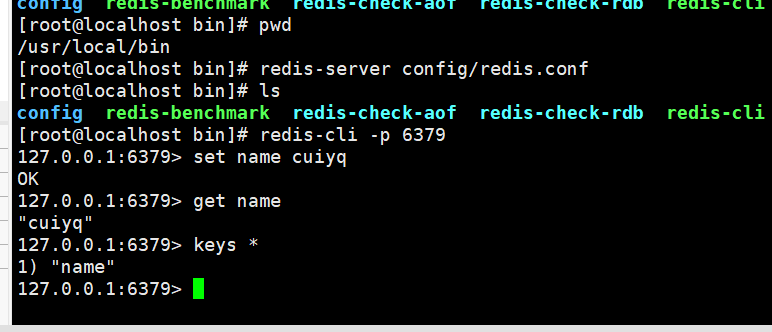 config  redis-benchmark  redis-check-aof  redis-check-rdb  redis-cli
[root@localhost bin]# pwd
/usr/local/bin
[root@localhost bin]# redis-server config/redis.conf
[root@localhost bin]# ls
config  redis-benchmark  redis-check-aof  redis-check-rdb  redis-cli
[root@localhost bin]# redis-cli -p 6379
127.0.0.1:6379> set name cuiyq
OK
127.0.0.1:6379> get name
"cuiyq"
127.0.0.1:6379> keys *
1) "name"
127.0.0.1:6379>